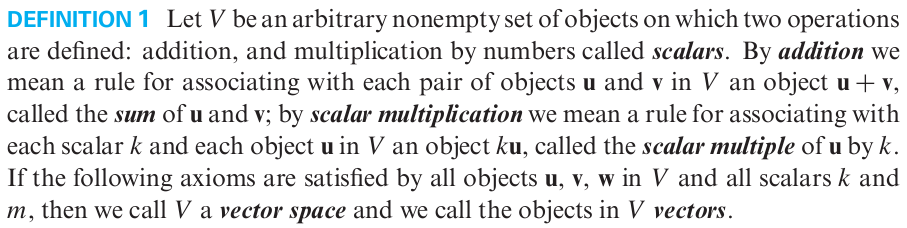 DEFINITION 1 Let V be an arbitrary nonempty set of objects on which two operations
are defined: addition, and multiplication by numbers called scalars. By addition we
mean a rule for associating with each pair of objects u and v in V an object u + v,
called the sum of u and v; by scalar multiplication we mean a rule for associating with
each scalar k and each object u in V an object ku, called the scalar multiple of u by k.
If the following axioms are satisfied by all objects u, v, w in V and all scalars k and
m, then we call V a vector space and we call the objects in V vectors.